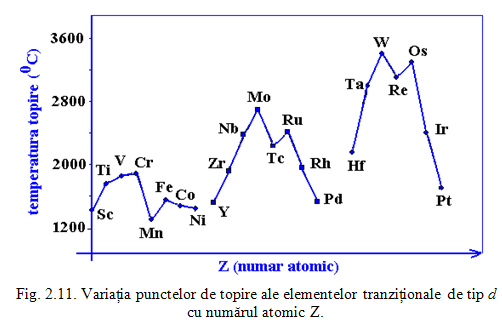 temperatura topire (⁰C)
3600
2800
2000
1200
Sc
Ti
V
Cr
Mn
Fe
Co
Ni
Y
Zr
Nb
Mo
Tc
Ru
Rh
Pd
Hf
Ta
W
Re
Os
Ir
Pt
Z (numar atomic)
Fig. 2.11. Variația punctelor de topire ale elementelor tranziționale de tip d
cu numărul atomic Z.